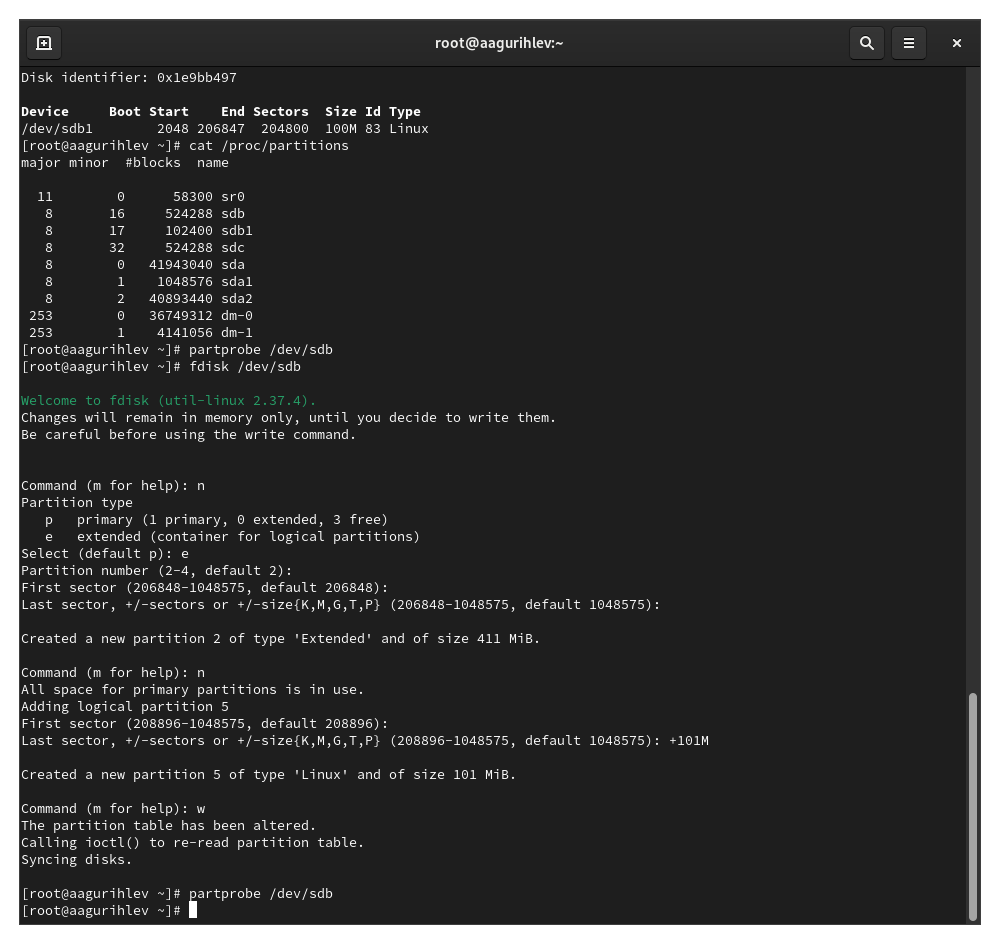 root@aagurihlev:~
Disk identifier: 0x1e9bb497
Device     Boot Start    End Sectors  Size Id Type
/dev/sdb1        2048 206847  204800  100M 83 Linux
[root@aagurihlev ~]# cat /proc/partitions
major minor  #blocks  name
  11        0      58300 sr0
   8       16     524288 sdb
   8       17     102400 sdb1
   8       32     524288 sdc
   8        0   41943040 sda
   8        1    1048576 sda1
   8        2   40893440 sda2
 253        0   36749312 dm-0
 253        1    4141056 dm-1
[root@aagurihlev ~]# partprobe /dev/sdb
[root@aagurihlev ~]# fdisk /dev/sdb
Welcome to fdisk (util-linux 2.37.4).
Changes will remain in memory only, until you decide to write them.
Be careful before using the write command.
Command (m for help): n
Partition type
   p   primary (1 primary, 0 extended, 3 free)
   e   extended (container for logical partitions)
Select (default p): e
Partition number (2-4, default 2):
First sector (206848-1048575, default 206848):
Last sector, +/-sectors or +/-size{K,M,G,T,P} (206848-1048575, default 1048575):
Created a new partition 2 of type 'Extended' and of size 411 MiB.
Command (m for help): n
All space for primary partitions is in use.
Adding logical partition 5
First sector (208896-1048575, default 208896):
Last sector, +/-sectors or +/-size{K,M,G,T,P} (208896-1048575, default 1048575): +101M
Created a new partition 5 of type 'Linux' and of size 101 MiB.
Command (m for help): w
The partition table has been altered.
Calling ioctl() to re-read partition table.
Syncing disks.
[root@aagurihlev ~]# partprobe /dev/sdb
[root@aagurihlev ~]#